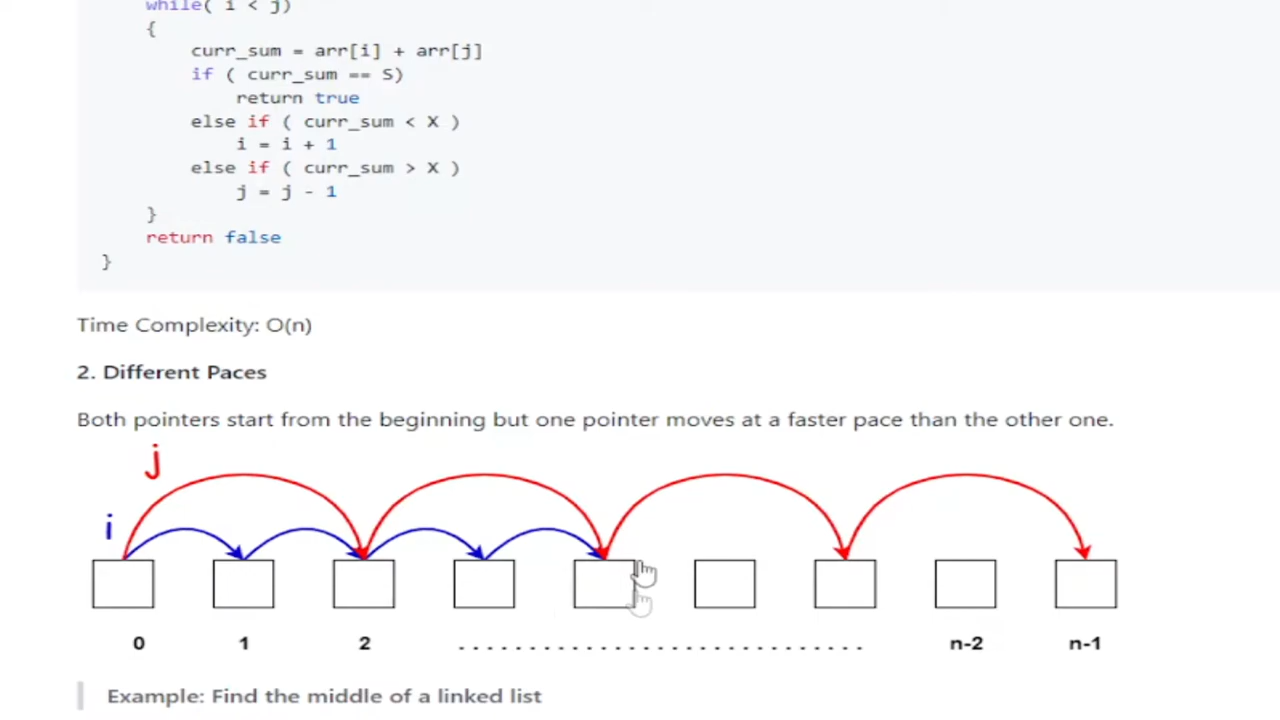 while( i < j)
{
curr_sum = arr[i] + arr[j]
if ( curr_sum == S)
return true
else if ( curr_sum < X )
i = i + 1
else if ( curr_sum > X )
j = j - 1
}
return false
}
Time Complexity: O(n)
2. Different Paces
Both pointers start from the beginning but one pointer moves at a faster pace than the other one.
j
i
0 1 2 .............................. n-2 n-1
Example: Find the middle of a linked list